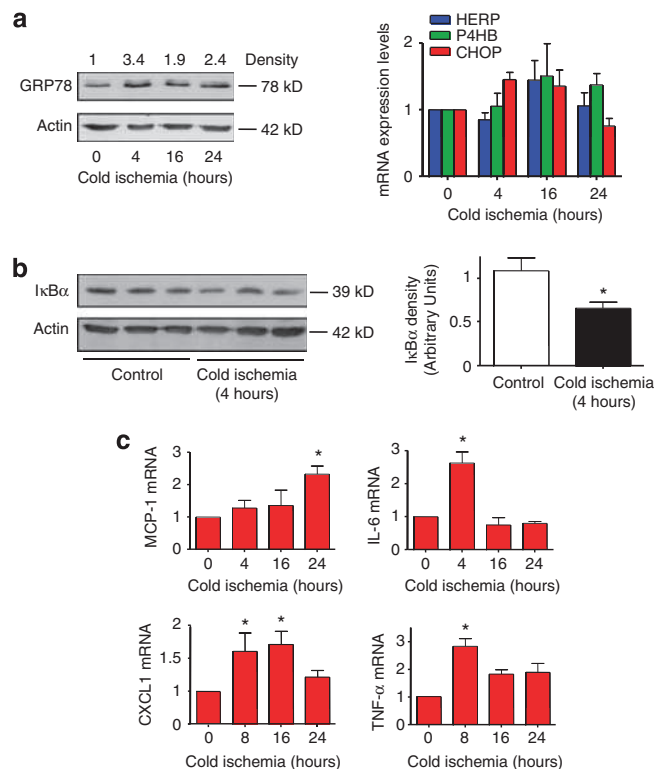 a
1 3.4 1.9 2.4 Density
GRP78 78 kD
Actin 42 kD
0 4 16 24
Cold ischemia (hours)
HERP
P4HB
CHOP
mRNA expression levels
2
1
0
0 4 16 24
Cold ischemia (hours)
b
IκBα 39 kD
Actin 42 kD
Control Cold ischemia
(4 hours)
IκBα density
(Arbitrary Units)
1
0.5
0
*
Control Cold ischemia
(4 hours)
c
MCP-1 mRNA
3
2
1
0
*
0 4 16 24
Cold ischemia (hours)
IL-6 mRNA
3
2
1
0
*
0 4 16 24
Cold ischemia (hours)
CXCL1 mRNA
2
1.5
1
0
* *
0 8 16 24
Cold ischemia (hours)
TNF-α mRNA
3
2
1
0
*
0 8 16 24
Cold ischemia (hours)